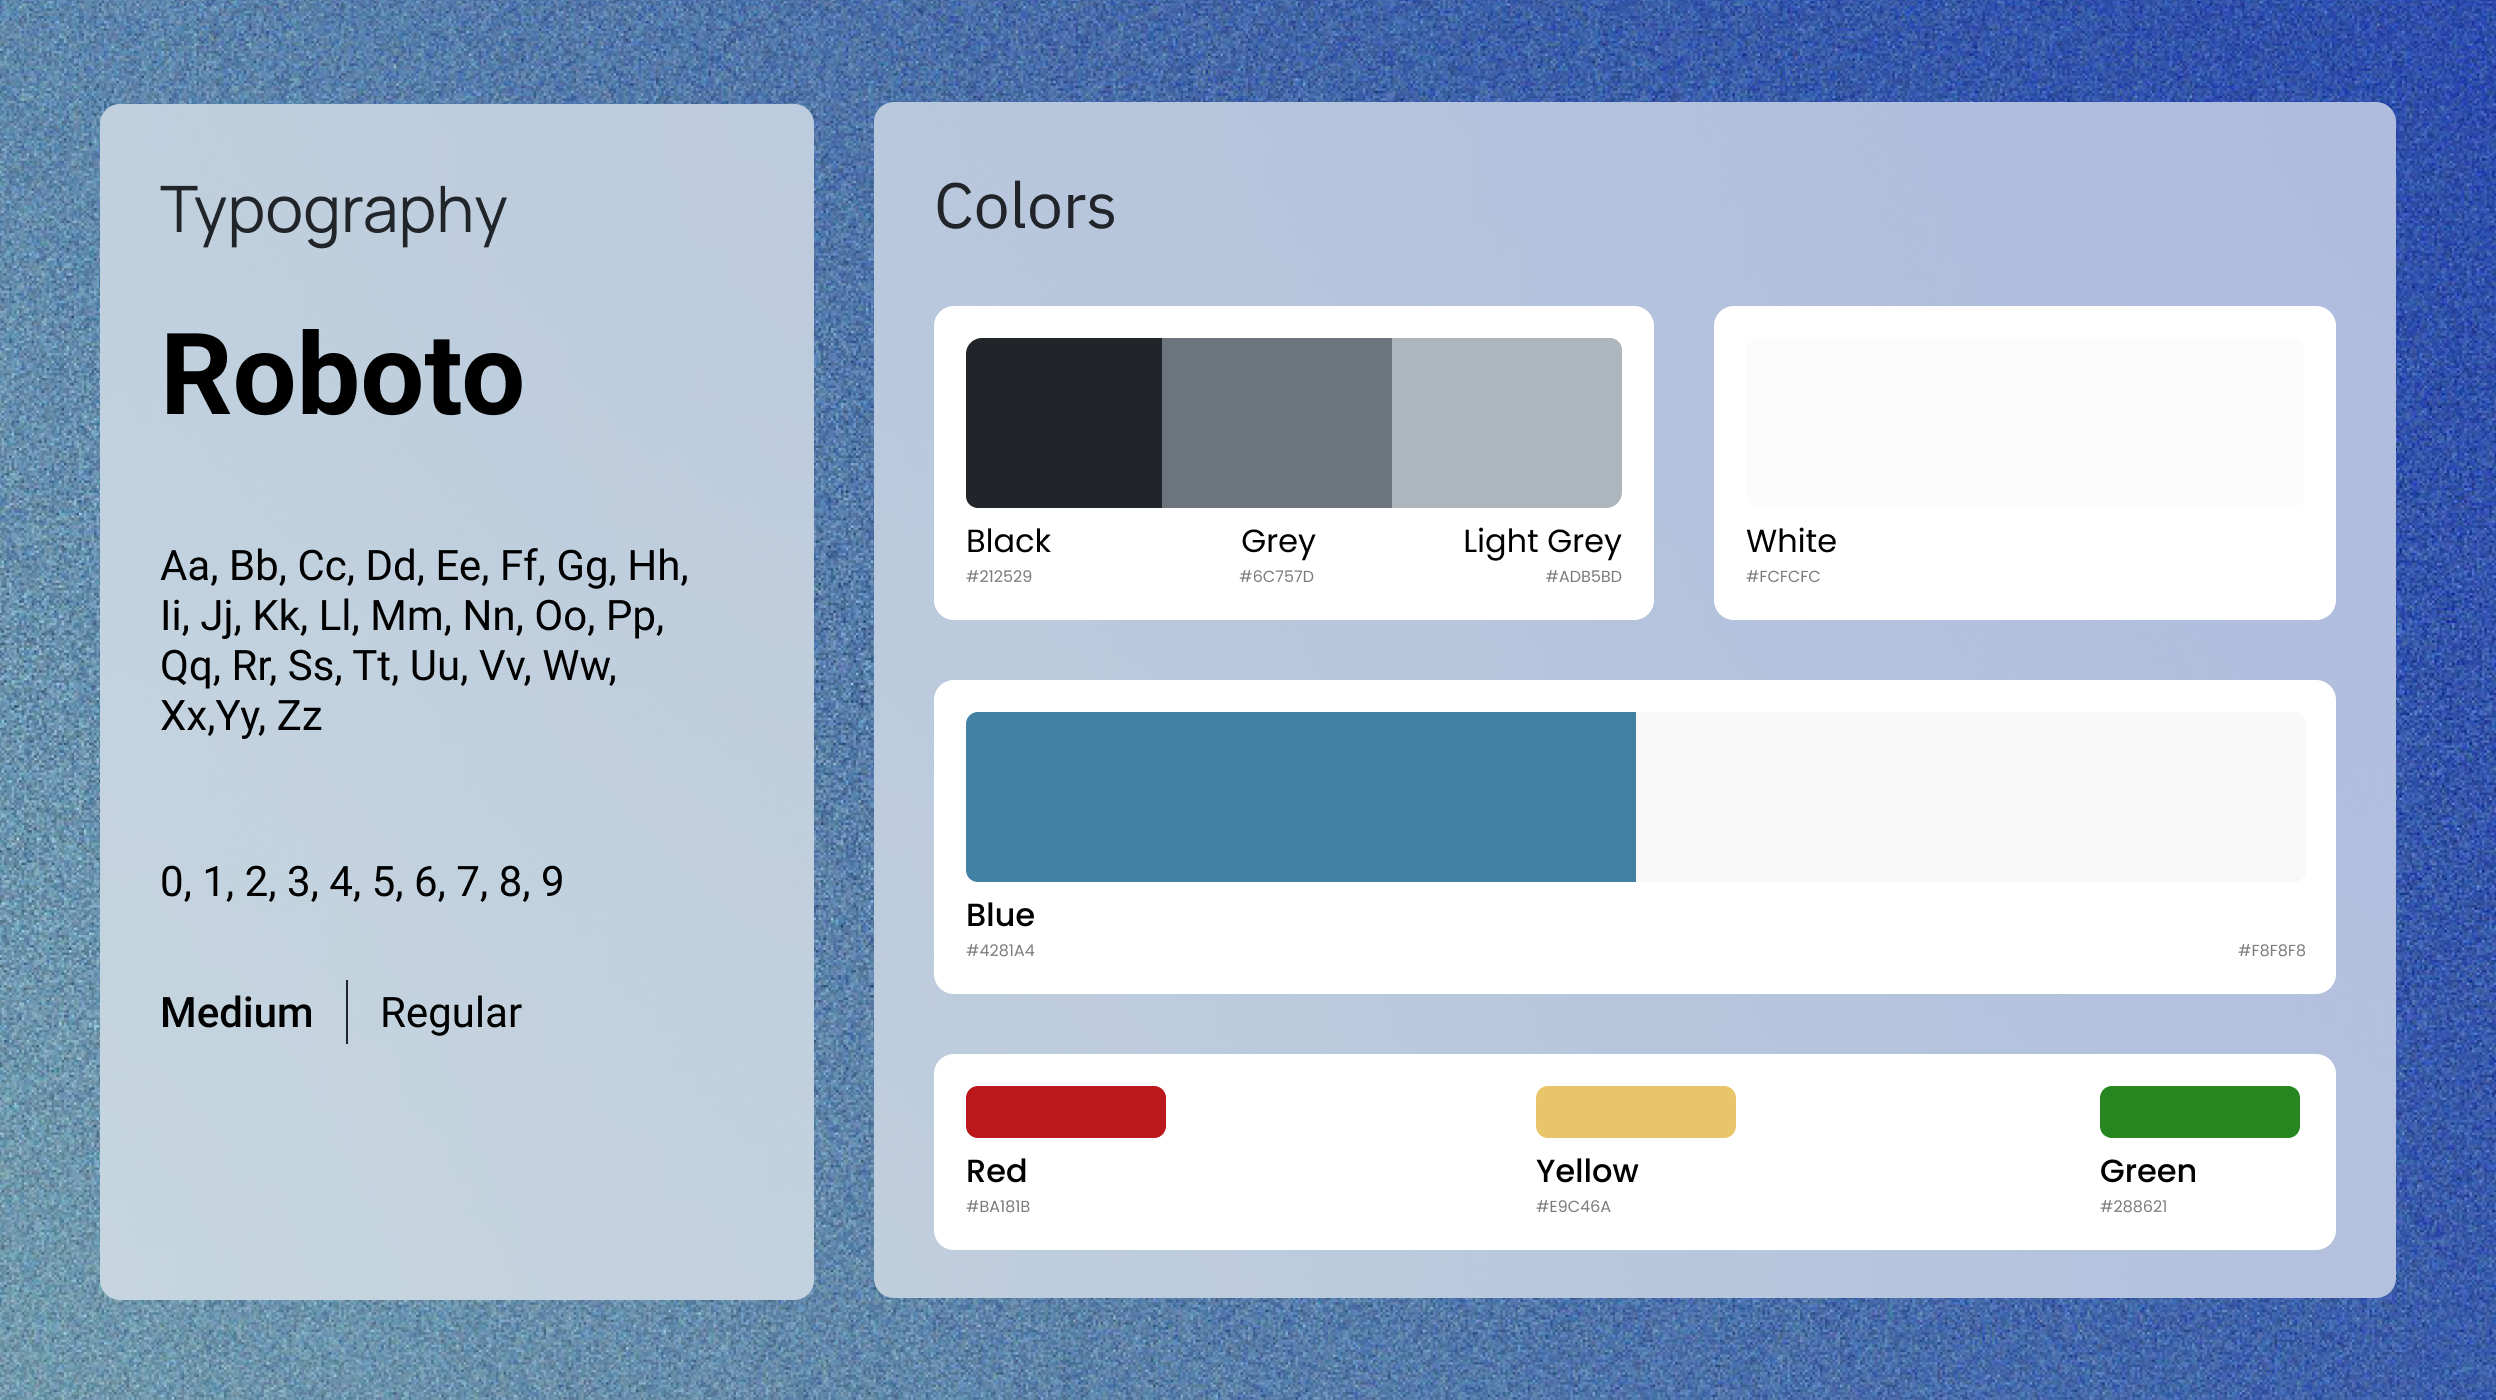 Typography
Roboto
Aa, Bb, Cc, Dd, Ee, Ff, Gg, Hh,
Ii, Jj, Kk, Ll, Mm, Nn, Oo, Pp,
Qq, Rr, Ss, Tt, Uu, Vv, Ww,
Xx,Yy, Zz
0, 1, 2, 3, 4, 5, 6, 7, 8, 9
Medium
Regular
Colors
Black
#212529
Grey
#6C757D
Light Grey
#ADB5BD
White
#FCFCFC
Blue
#4281A4
#F8F8F8
Red
#BA181B
Yellow
#E9C46A
Green
#288621